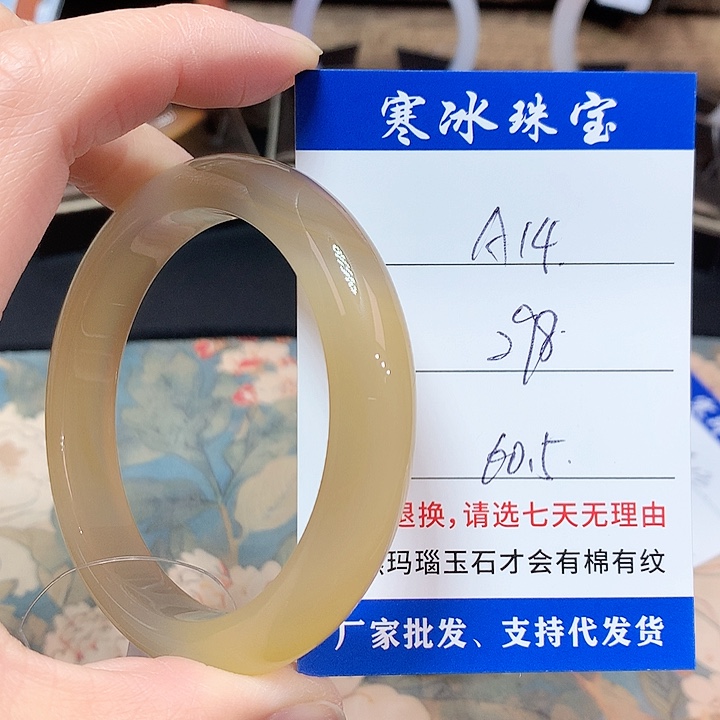 寒冰珠宝
A14
298
60.5
退换,请选七天无理由
玛瑙玉石才会有棉有纹
厂家批发、支持代发货